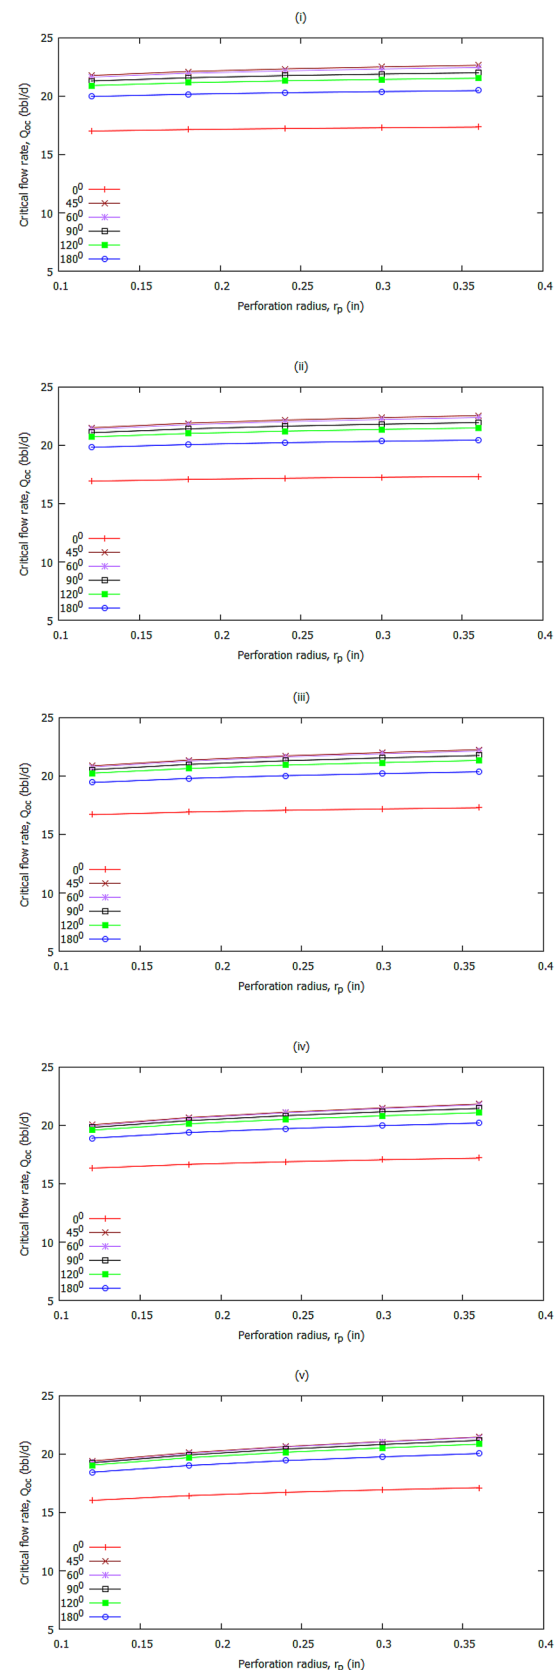 (i)
25
20
15
10
5
0.1 0.15 0.2 0.25 0.3 0.35 0.4
Critical flow rate, Qoc (bbl/d)
Perforation radius, rp (in)
0⁰
45⁰
60⁰
90⁰
120⁰
180⁰
(ii)
25
20
15
10
5
0.1 0.15 0.2 0.25 0.3 0.35 0.4
Critical flow rate, Qoc (bbl/d)
Perforation radius, rp (in)
0⁰
45⁰
60⁰
90⁰
120⁰
180⁰
(iii)
25
20
15
10
5
0.1 0.15 0.2 0.25 0.3 0.35 0.4
Critical flow rate, Qoc (bbl/d)
Perforation radius, rp (in)
0⁰
45⁰
60⁰
90⁰
120⁰
180⁰
(iv)
25
20
15
10
5
0.1 0.15 0.2 0.25 0.3 0.35 0.4
Critical flow rate, Qoc (bbl/d)
Perforation radius, rp (in)
0⁰
45⁰
60⁰
90⁰
120⁰
180⁰
(v)
25
20
15
10
5
0.1 0.15 0.2 0.25 0.3 0.35 0.4
Critical flow rate, Qoc (bbl/d)
Perforation radius, rp (in)
0⁰
45⁰
60⁰
90⁰
120⁰
180⁰